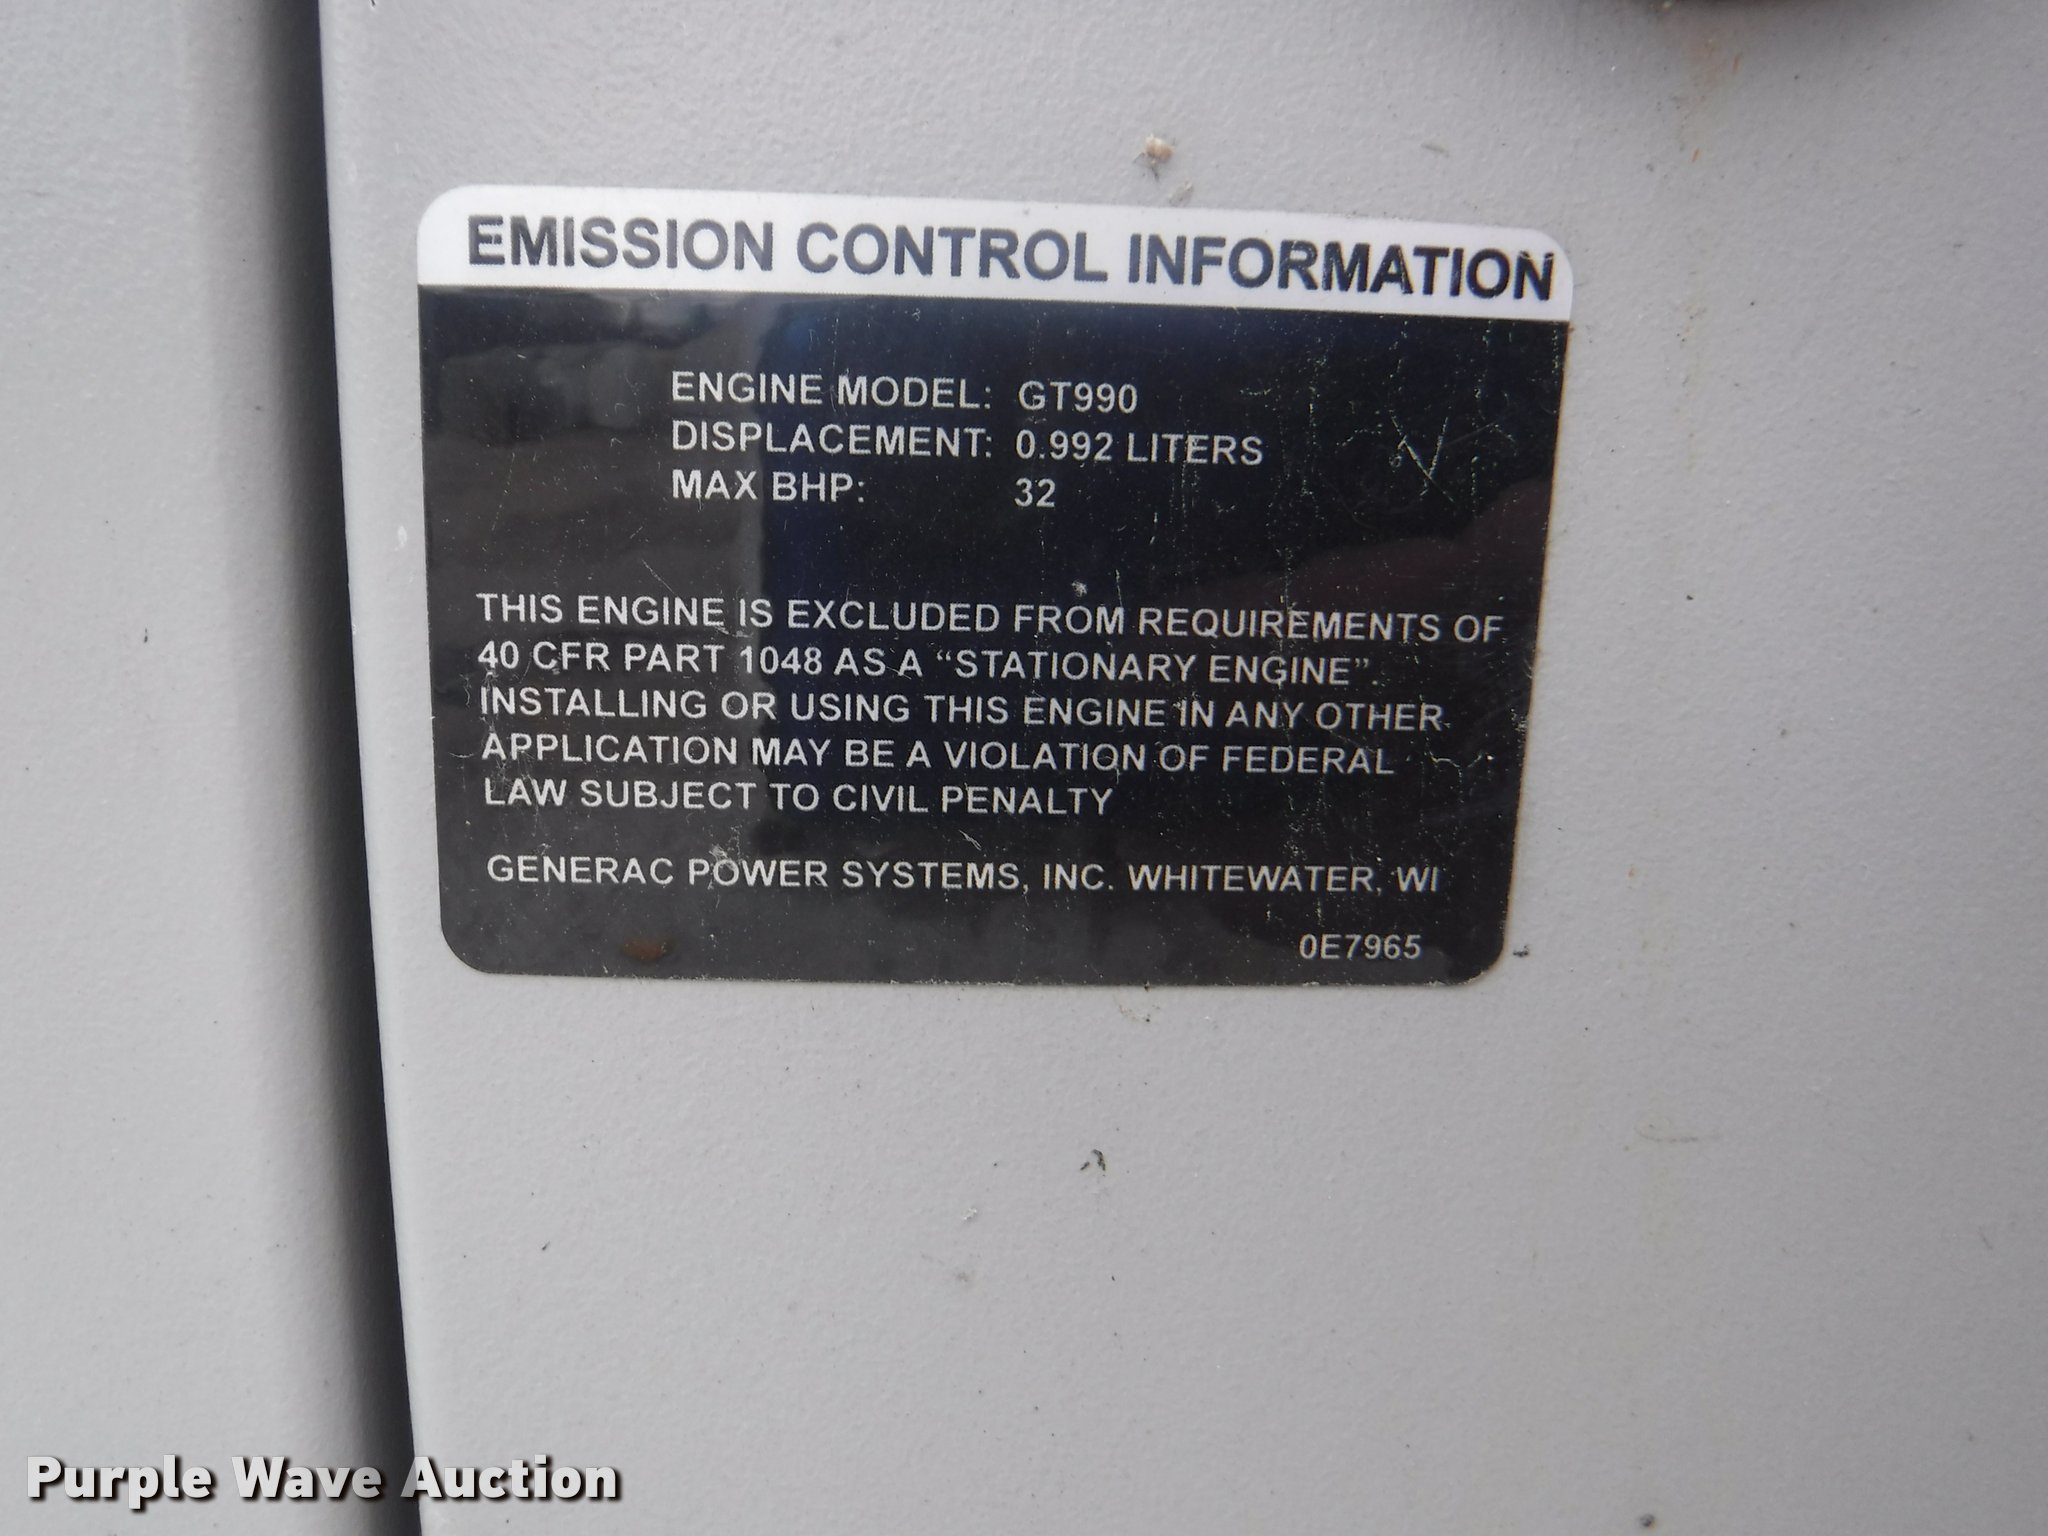 EMISSION CONTROL INFORMATION
ENGINE MODEL: GT990
DISPLACEMENT: 0.992 LITERS
MAX BHP: 32
THIS ENGINE IS EXCLUDED FROM REQUIREMENTS OF
40 CFR PART 1048 AS A “STATIONARY ENGINE”.
INSTALLING OR USING THIS ENGINE IN ANY OTHER
APPLICATION MAY BE A VIOLATION OF FEDERAL
LAW SUBJECT TO CIVIL PENALTY
GENERAC POWER SYSTEMS, INC. WHITEWATER, WI
0E7965
Purple Wave Auction